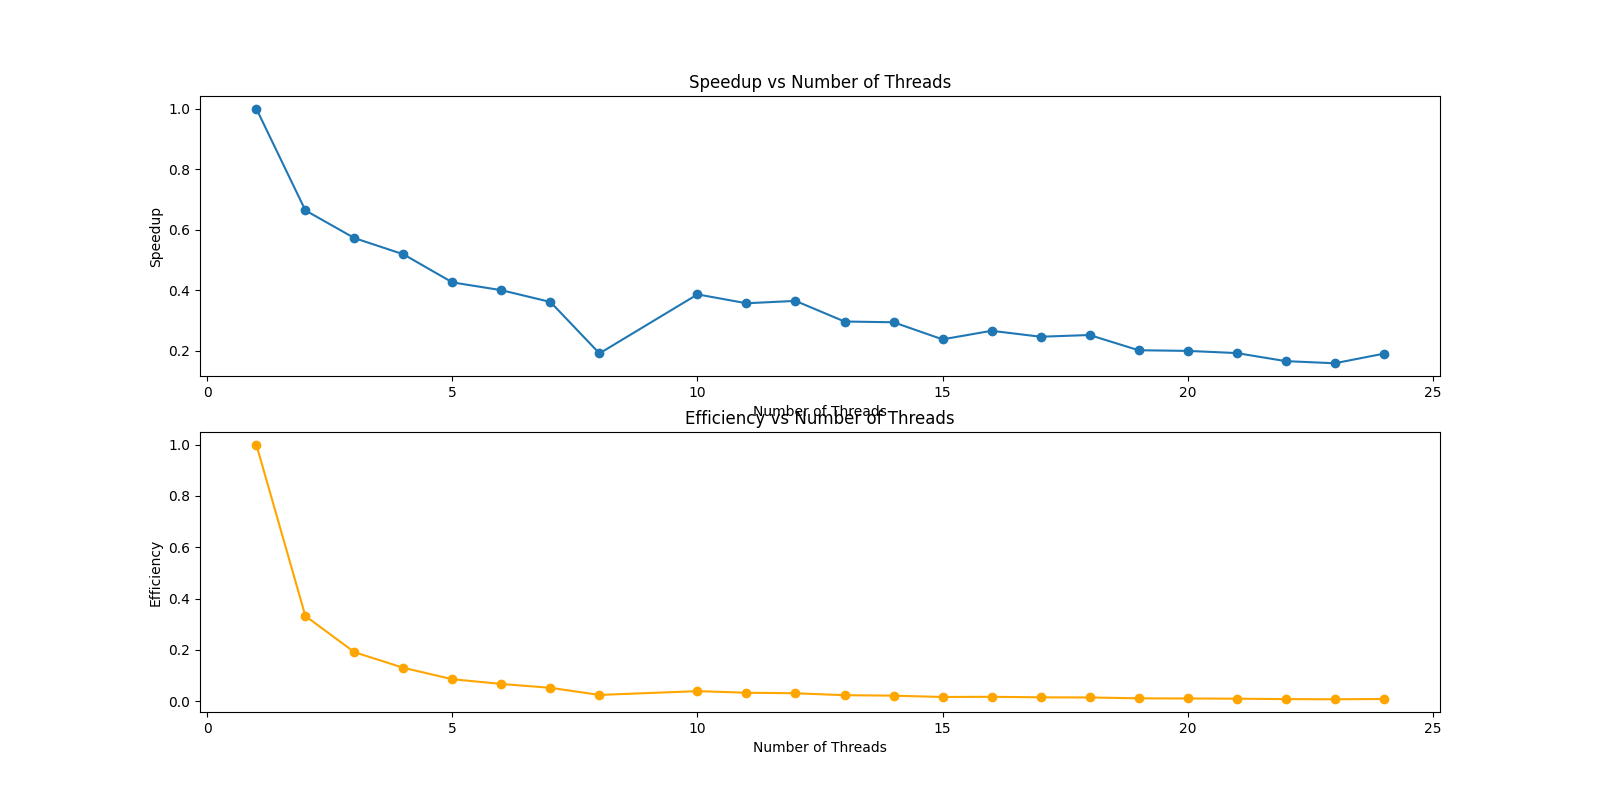 Speedup vs Number of Threads
1.0
0.8
0.6
0.4
0.2
Speedup
0 5 10 15 20 25
Number of Threads
Efficiency vs Number of Threads
1.0
0.8
0.6
0.4
0.2
0.0
Efficiency
0 5 10 15 20 25
Number of Threads